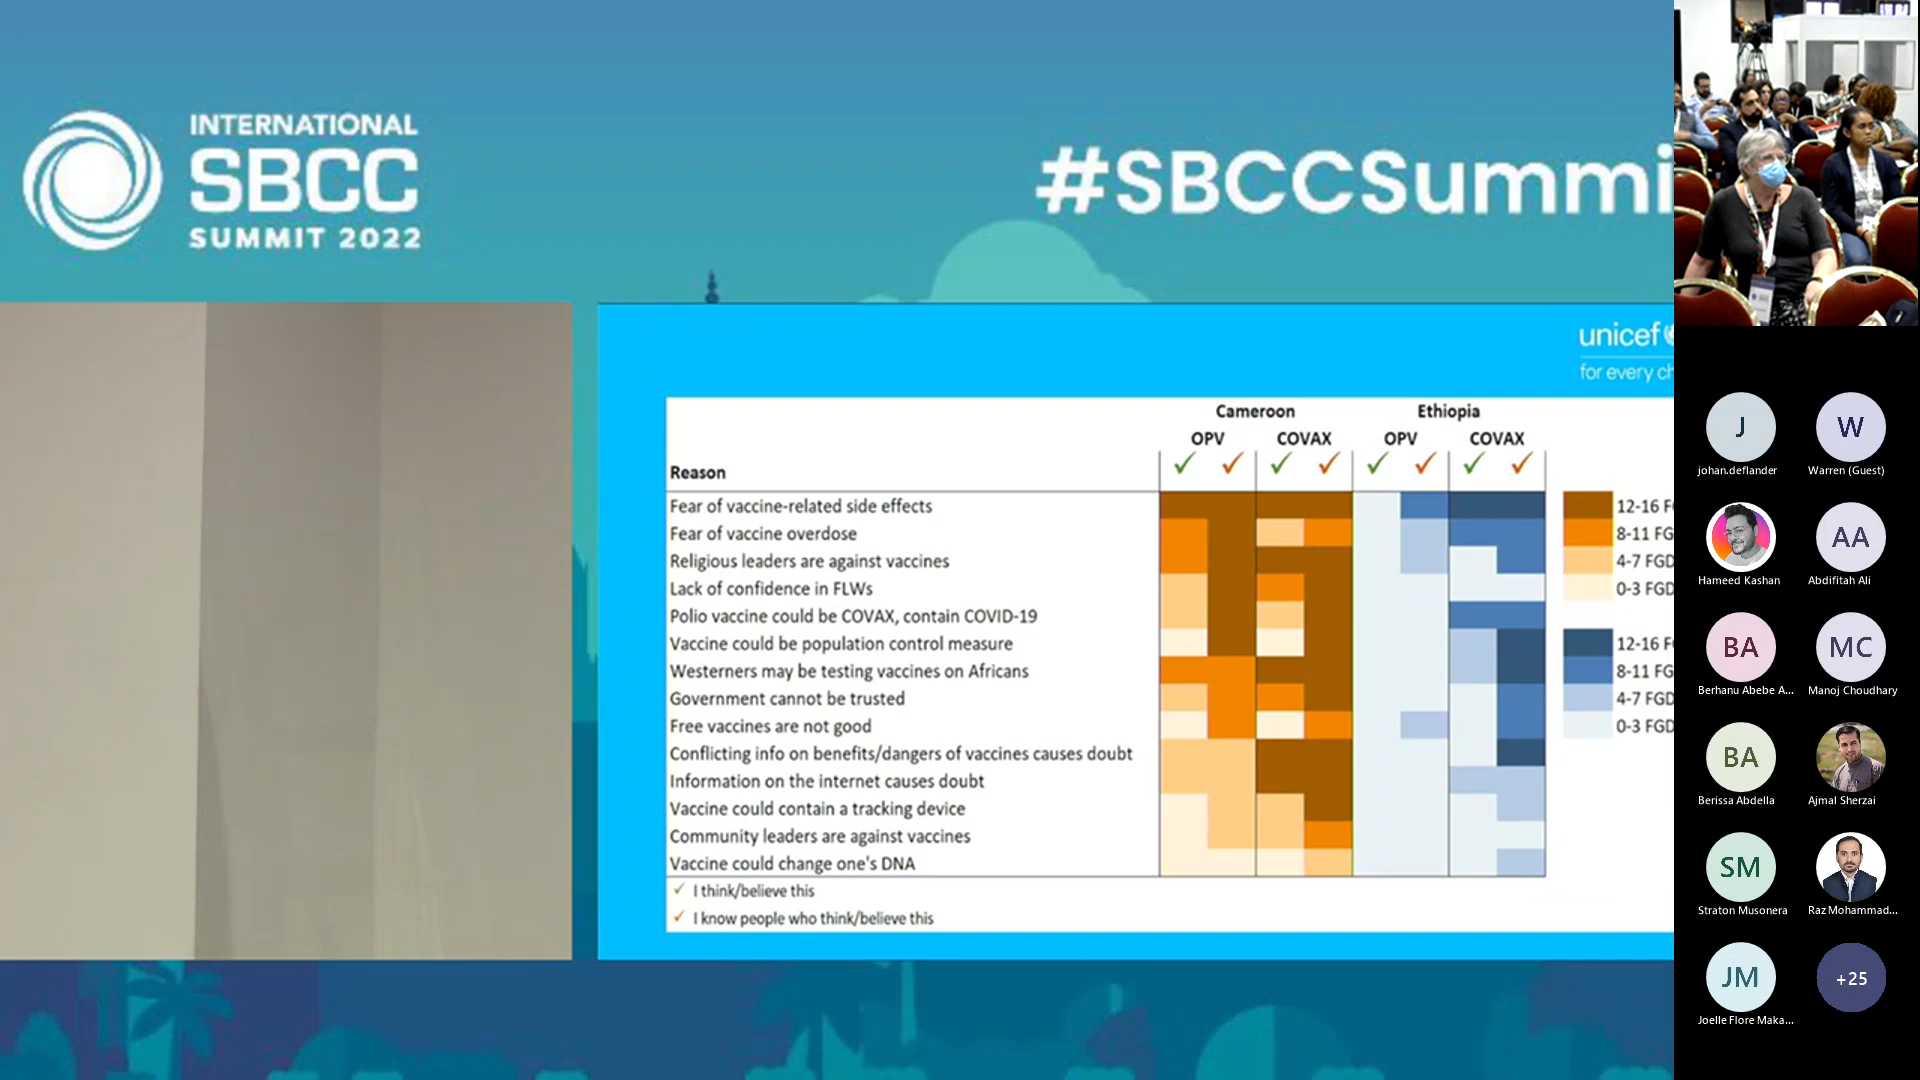 INTERNATIONAL
SBCC
SUMMIT 2022
#SBCCSummi
unicef
for every ch
Cameroon Ethiopia
OPV COVAX OPV COVAX
Reason ✓ ✓ ✓ ✓ ✓ ✓ ✓ ✓
Fear of vaccine-related side effects
Fear of vaccine overdose
Religious leaders are against vaccines
Lack of confidence in FLWs
Polio vaccine could be COVAX, contain COVID-19
Vaccine could be population control measure
Westerners may be testing vaccines on Africans
Government cannot be trusted
Free vaccines are not good
Conflicting info on benefits/dangers of vaccines causes doubt
Information on the internet causes doubt
Vaccine could contain a tracking device
Community leaders are against vaccines
Vaccine could change one's DNA
✓ I think/believe this
✓ I know people who think/believe this
12-16 F
8-11 FG
4-7 FGD
0-3 FGD
12-16 F
8-11 FG
4-7 FGD
0-3 FGD
J W
johan.deflander Warren (Guest)
AA
Hameed Kashan Abdifitah Ali
BA MC
Berhanu Abebe A... Manoj Choudhary
BA
Berissa Abdella Ajmal Sherzai
SM
Straton Musonera Raz Mohammad...
JM +25
Joelle Flore Maka...